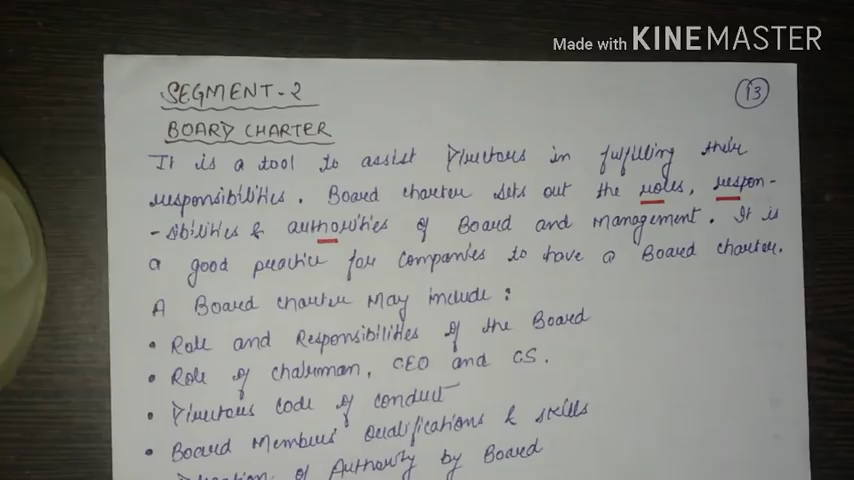 Made with KINEMASTER
SEGMENT-2
13
BOARD CHARTER
It is a tool to assist Directors in fulfilling their
responsibilities. Board charter sets out the roles, respon-
-sibilities & authorities of Board and management. It is
a good practice for companies to have a Board charter.
A Board charter may include:
• Role and Responsibilities of the Board
• Role of chairman, CEO and CS.
• Directors code of conduct
• Board Members' Qualifications & skills
of Authority by Board